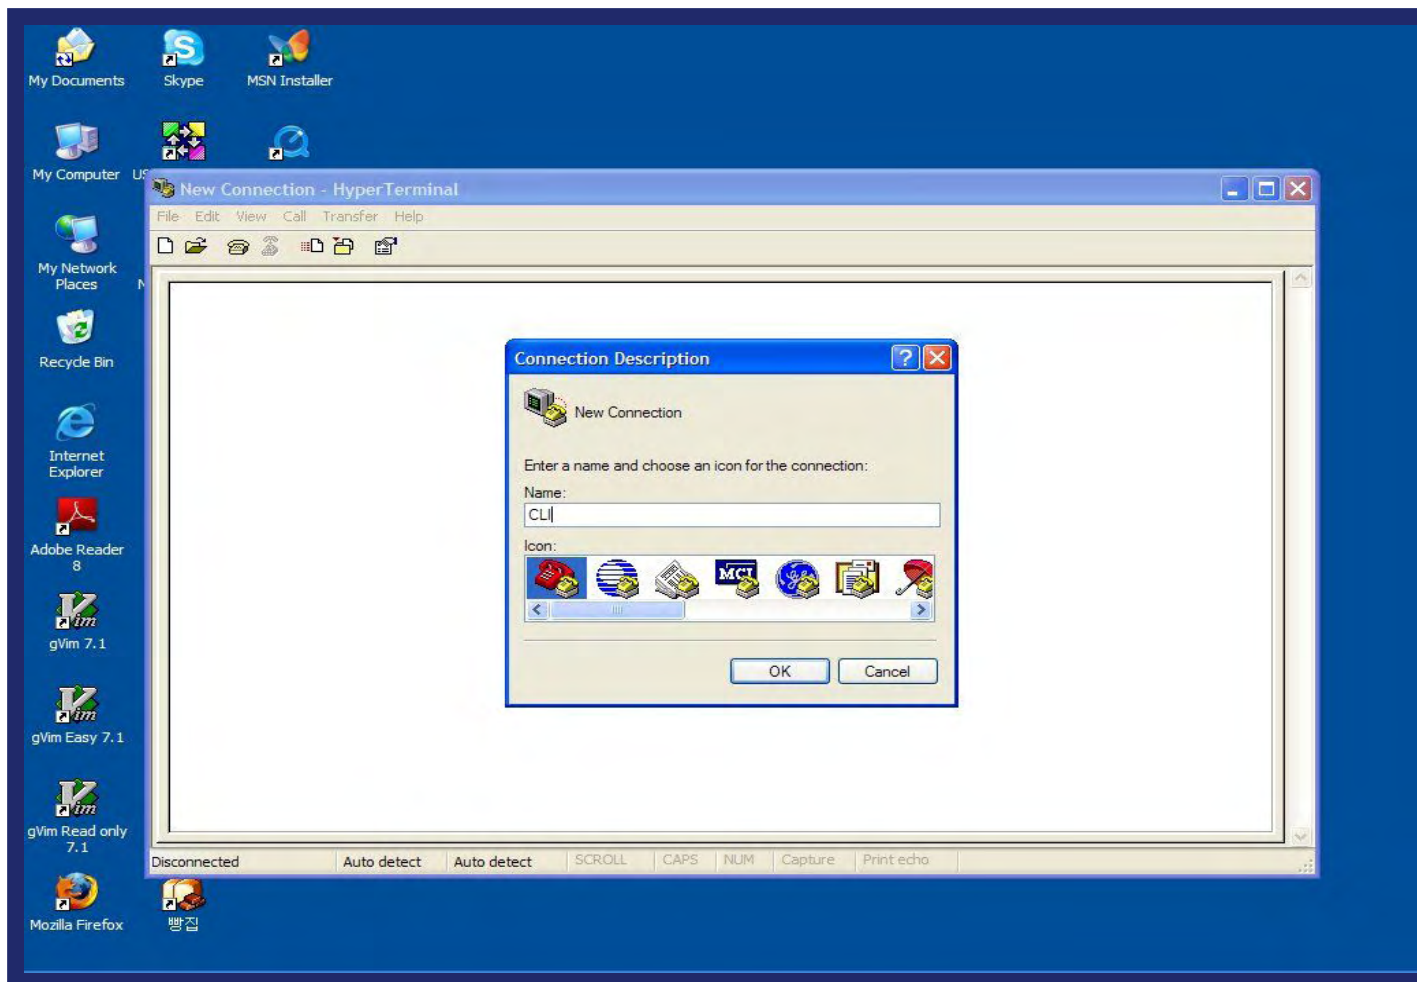 My Documents
Skype
MSN Installer
My Computer
New Connection - HyperTerminal
File Edit View Call Transfer Help
My Network
Places
Recycle Bin
Internet
Explorer
Adobe Reader
8
gVim 7.1
gVim Easy 7.1
gVim Read only
7.1
Mozilla Firefox
빵집
Connection Description
New Connection
Enter a name and choose an icon for the connection:
Name:
CLI
Icon:
MCI
OK Cancel
Disconnected Auto detect Auto detect SCROLL CAPS NUM Capture Print echo